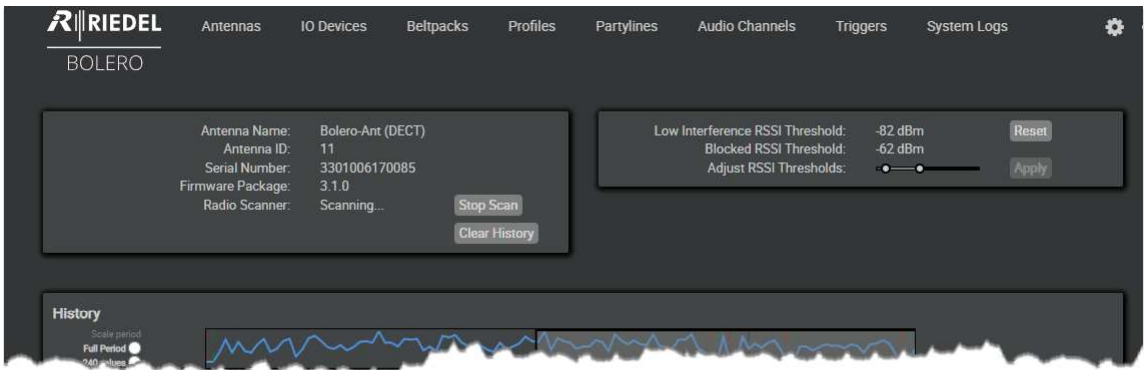 RIEDEL
BOLERO
Antennas IO Devices Beltpacks Profiles Partylines Audio Channels Triggers System Logs
Antenna Name: Bolero-Ant (DECT)
Antenna ID: 11
Serial Number: 3301006170085
Firmware Package: 3.1.0
Radio Scanner: Scanning... Stop Scan
Clear History
Low Interference RSSI Threshold: -82 dBm Reset
Blocked RSSI Threshold: -62 dBm
Adjust RSSI Thresholds: Apply
History
Scale period
Full Period
240 values